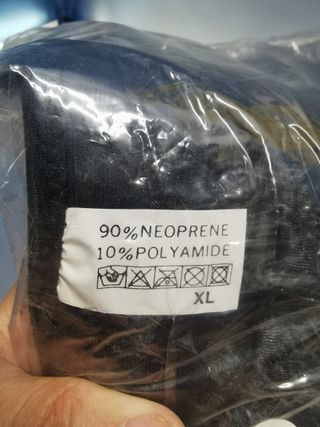 90% NEOPRENE
10% POLYAMIDE
XL